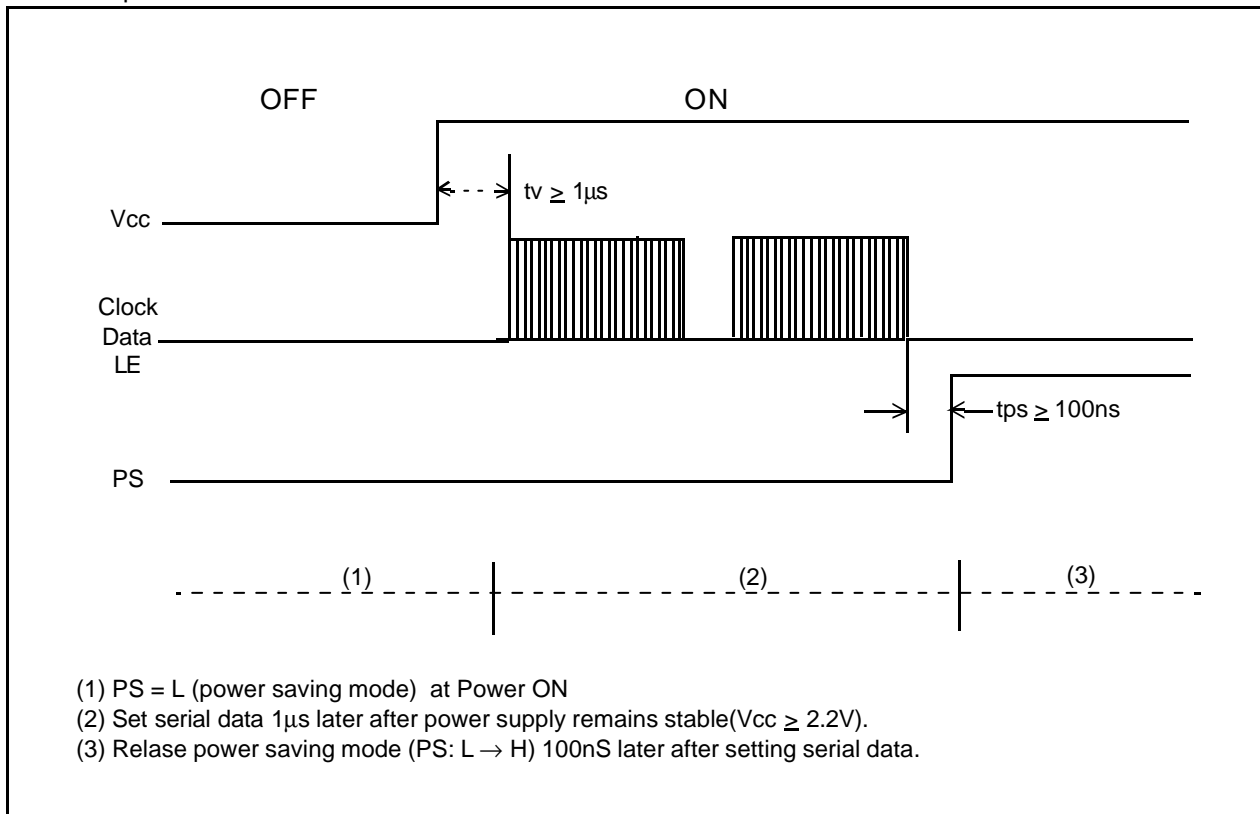 OFF ON
tv ≥ 1µs
Vcc
Clock
Data
LE
tps ≥ 100ns
PS
(1) (2) (3)
(1) PS = L (power saving mode) at Power ON
(2) Set serial data 1µs later after power supply remains stable(Vcc ≥ 2.2V).
(3) Relase power saving mode (PS: L → H) 100nS later after setting serial data.